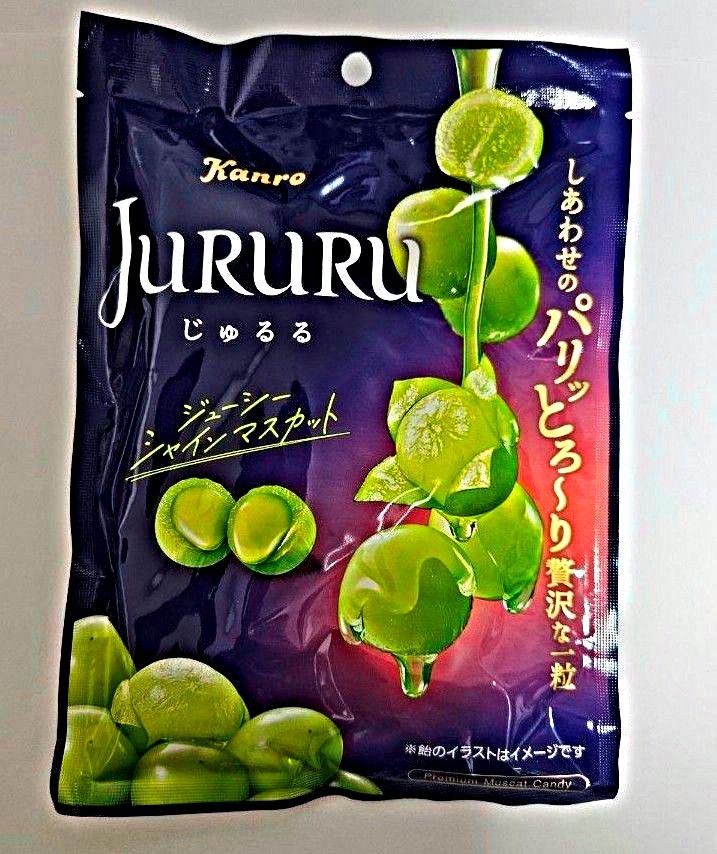 Kanro
JURURU
じゅるる
ジューシー
シャインマスカット
しあわせの
パリッとろ～り贅沢な一粒
※飴のイラストはイメージです
Premium Muscat Candy